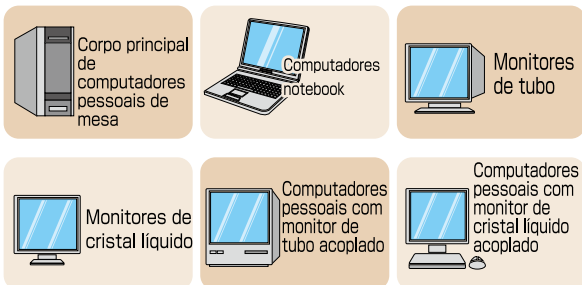 Corpo principal
de
computadores
pessoais de
mesa
Computadores
notebook
Monitores
de tubo
Monitores de
cristal líquido
Computadores
pessoais com
monitor de
tubo acoplado
Computadores
pessoais com
monitor de
cristal líquido
acoplado